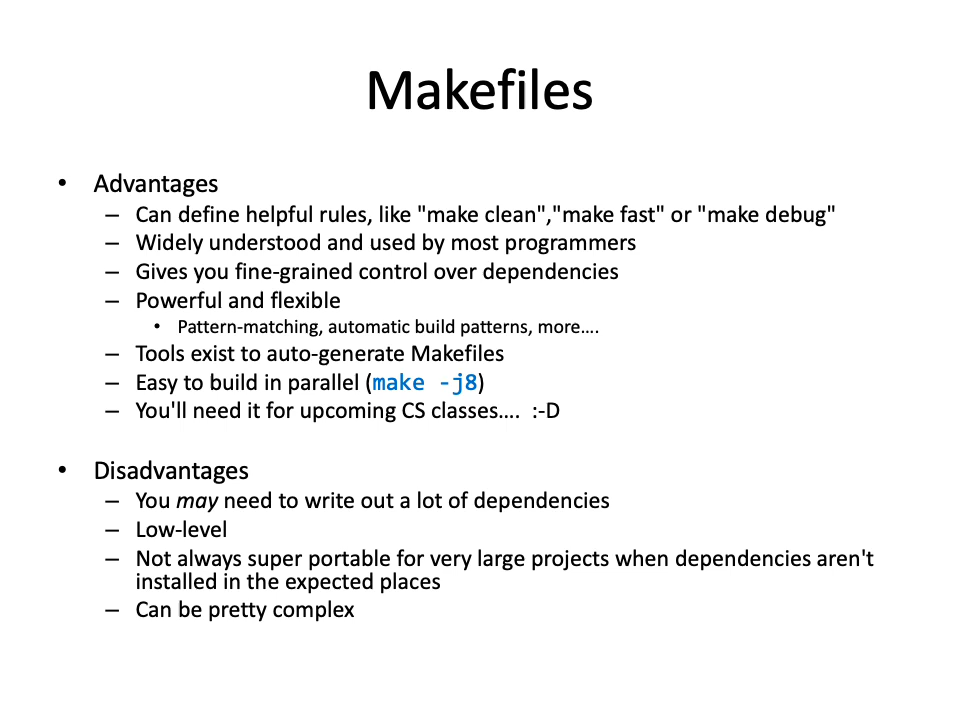 Makefiles
• Advantages
– Can define helpful rules, like "make clean","make fast" or "make debug"
– Widely understood and used by most programmers
– Gives you fine-grained control over dependencies
– Powerful and flexible
• Pattern-matching, automatic build patterns, more….
– Tools exist to auto-generate Makefiles
– Easy to build in parallel (make -j8)
– You'll need it for upcoming CS classes…. :-D
• Disadvantages
– You may need to write out a lot of dependencies
– Low-level
– Not always super portable for very large projects when dependencies aren't
installed in the expected places
– Can be pretty complex